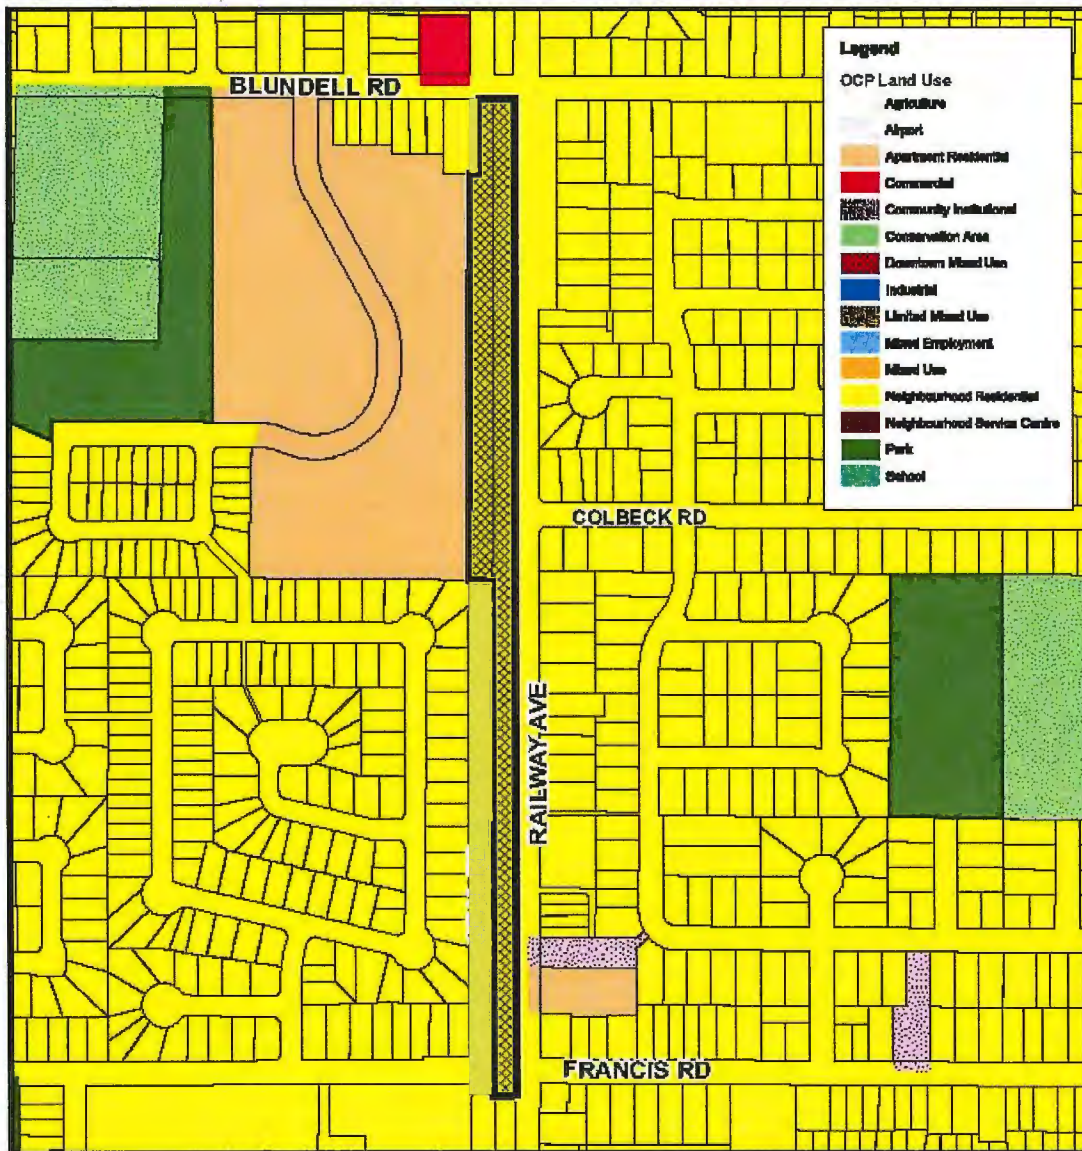 BLUNDELL RD
COLBECK RD
RAILWAY AVE
FRANCIS RD
Legend
OCP Land Use
Agriculture
Airport
Apartment Residential
Commercial
Community Institutional
Conservation Area
Downtown Mixed Use
Industrial
Limited Mixed Use
Mixed Employment
Mixed Use
Neighbourhood Residential
Neighbourhood Service Centre
Park
School